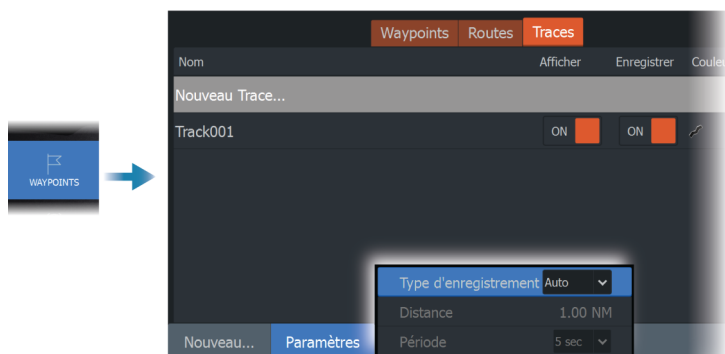 Waypoints Routes Traces
Nom Afficher Enregistrer
Nouveau Trace...
Track001 ON ON
WAYPOINTS
Type d'enregistrement Auto
Distance 1.00 NM
Nouveau... Paramètres Période 5 sec